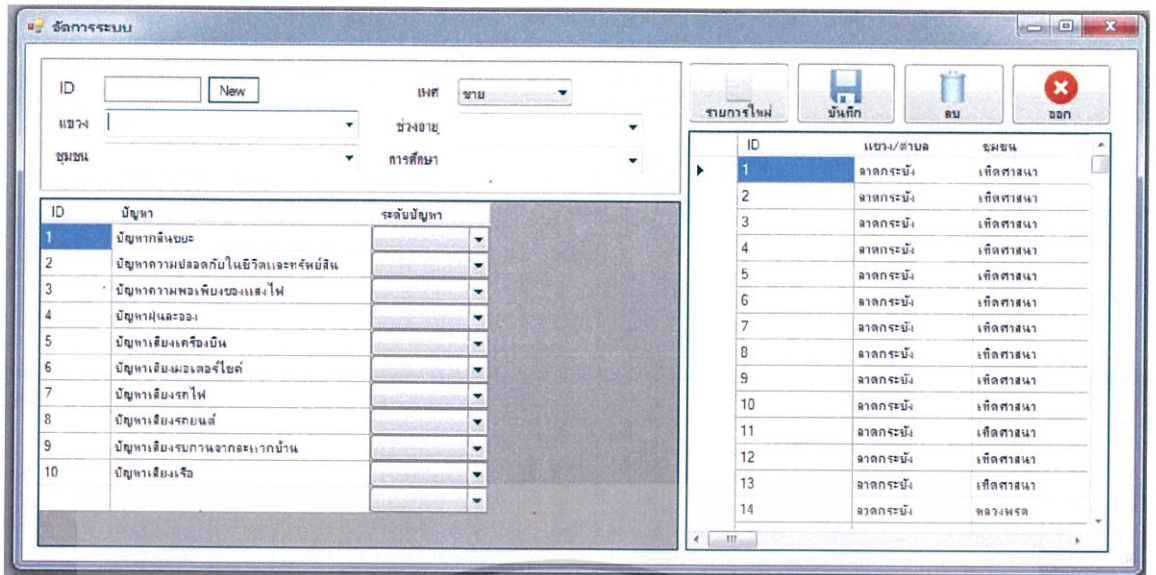 จัดการระบบ
ID New เพศ ชาย
แขวง ช่วงอายุ
ชุมชน การศึกษา
รายการใหม่ บันทึก ลบ ออก
ID ปัญหา ระดับปัญหา
1 ปัญหากลิ่นขยะ
2 ปัญหาความปลอดภัยในชีวิตและทรัพย์สิน
3 ปัญหาความพอเพียงของแสงไฟ
4 ปัญหาฝุ่นละออง
5 ปัญหาเสียงเครื่องบิน
6 ปัญหาเสียงมอเตอร์ไซค์
7 ปัญหาเสียงรถไฟ
8 ปัญหาเสียงรถยนต์
9 ปัญหาเสียงรบกวนจากละแวกบ้าน
10 ปัญหาเสียงเรือ
ID แขวง/ตำบล ชุมชน
1 ลาดกระบัง เทิดศาสนา
2 ลาดกระบัง เทิดศาสนา
3 ลาดกระบัง เทิดศาสนา
4 ลาดกระบัง เทิดศาสนา
5 ลาดกระบัง เทิดศาสนา
6 ลาดกระบัง เทิดศาสนา
7 ลาดกระบัง เทิดศาสนา
8 ลาดกระบัง เทิดศาสนา
9 ลาดกระบัง เทิดศาสนา
10 ลาดกระบัง เทิดศาสนา
11 ลาดกระบัง เทิดศาสนา
12 ลาดกระบัง เทิดศาสนา
13 ลาดกระบัง เทิดศาสนา
14 ลาดกระบัง หลวงพรต